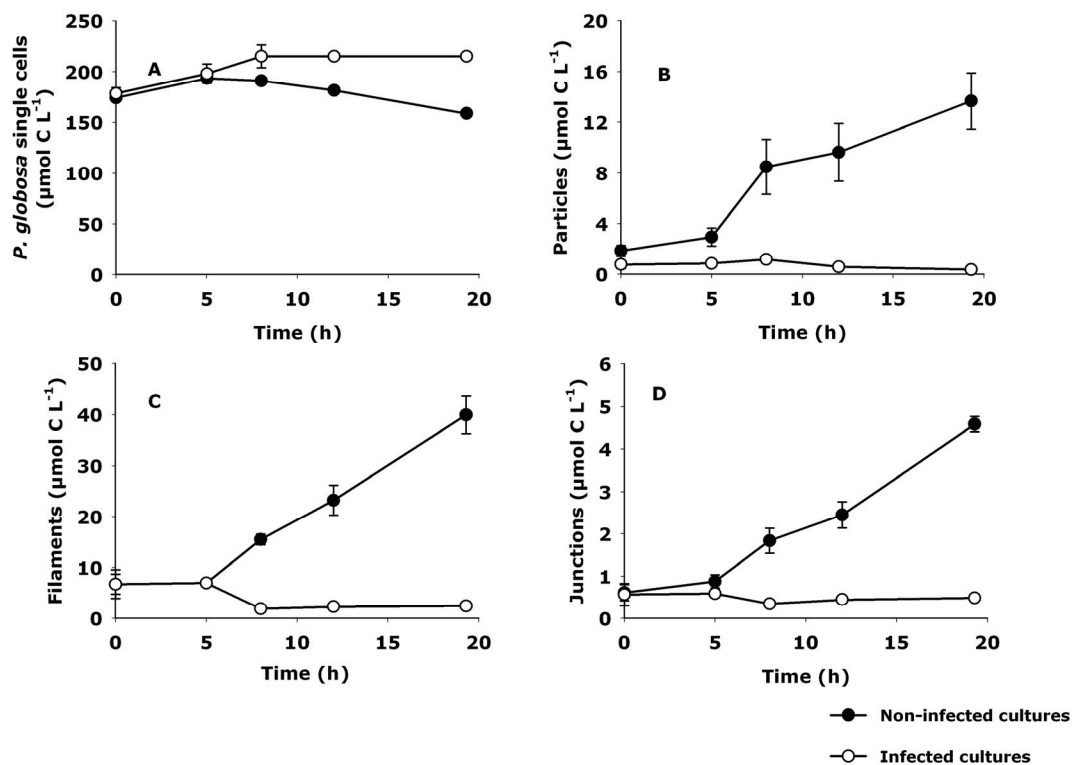 A
P. globosa single cells
(μmol C L⁻¹)
250
200
150
100
50
0
0 5 10 15 20
Time (h)
B
Particles (μmol C L⁻¹)
20
16
12
8
4
0
0 5 10 15 20
Time (h)
C
Filaments (μmol C L⁻¹)
50
40
30
20
10
0
0 5 10 15 20
Time (h)
D
Junctions (μmol C L⁻¹)
6
5
4
3
2
1
0
0 5 10 15 20
Time (h)
Non-infected cultures
Infected cultures